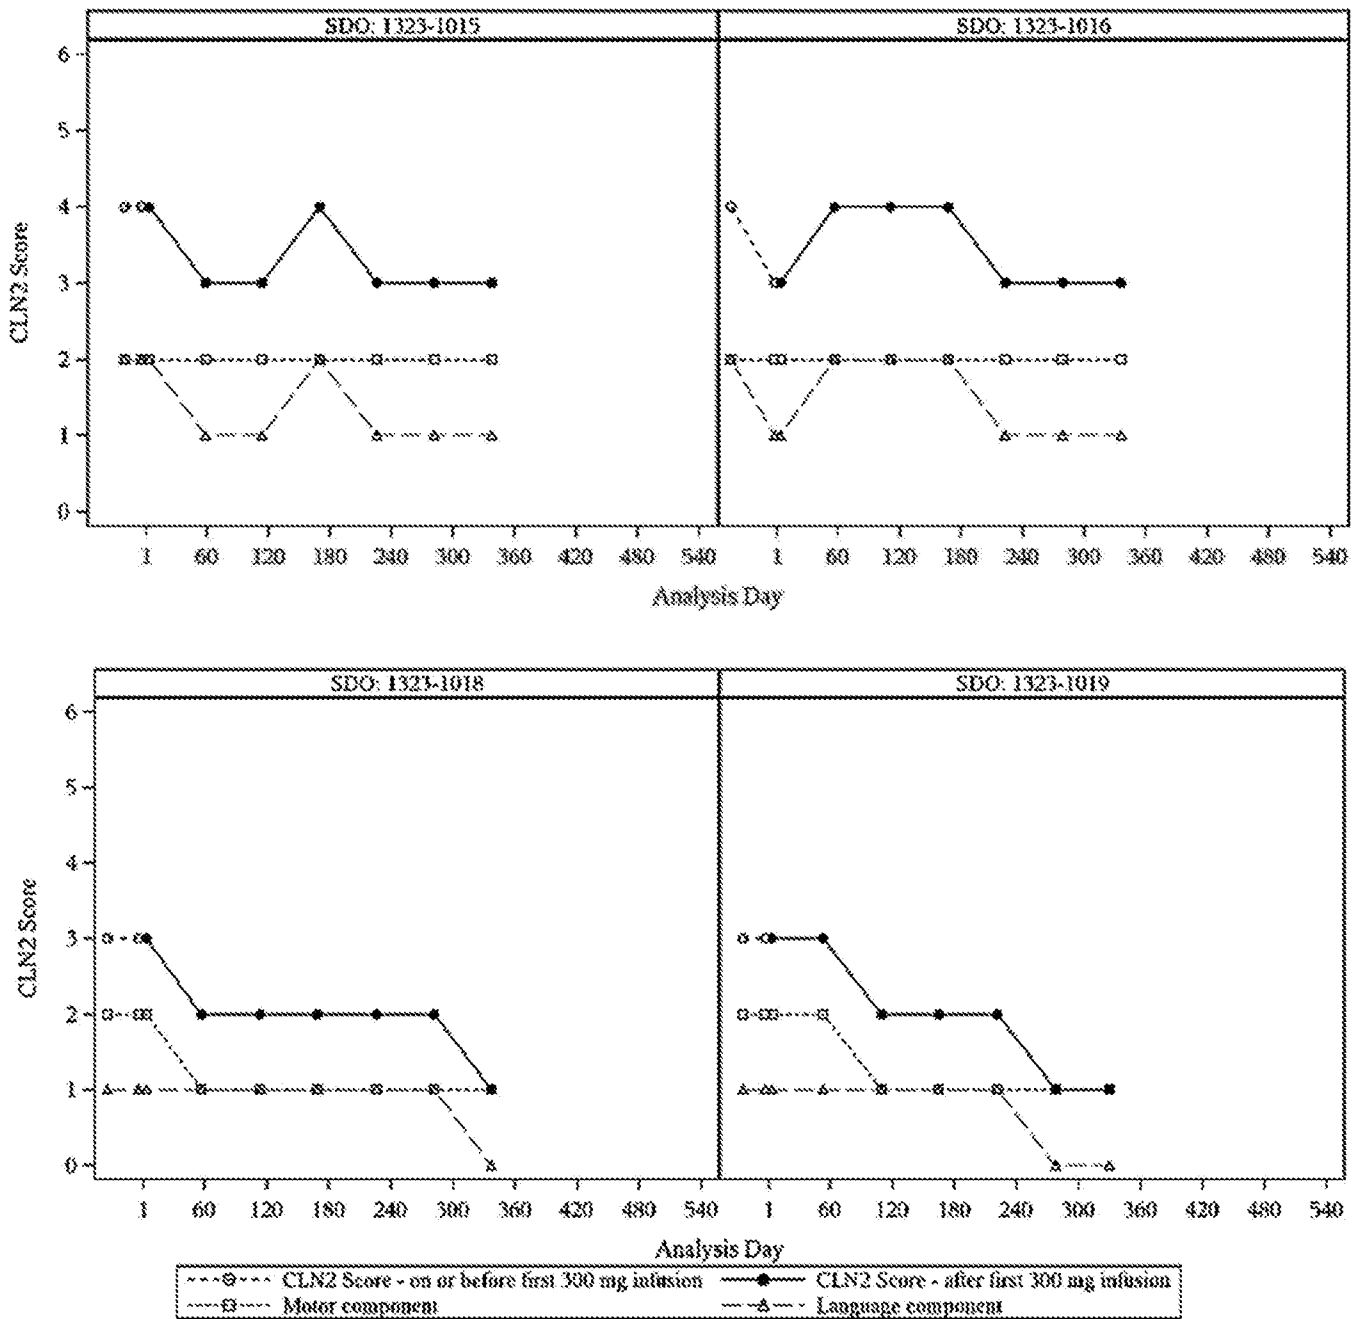 SDO: 1323-1015 SDO: 1323-1016
6
5
4
3
2
1
0
CLN2 Score
1 60 120 180 240 300 360 420 480 540 1 60 120 180 240 300 360 420 480 540
Analysis Day
SDO: 1323-1018 SDO: 1323-1019
6
5
4
3
2
1
0
CLN2 Score
1 60 120 180 240 300 360 420 480 540 1 60 120 180 240 300 360 420 480 540
Analysis Day
CLN2 Score - on or before first 300 mg infusion CLN2 Score - after first 300 mg infusion
Motor component Language component